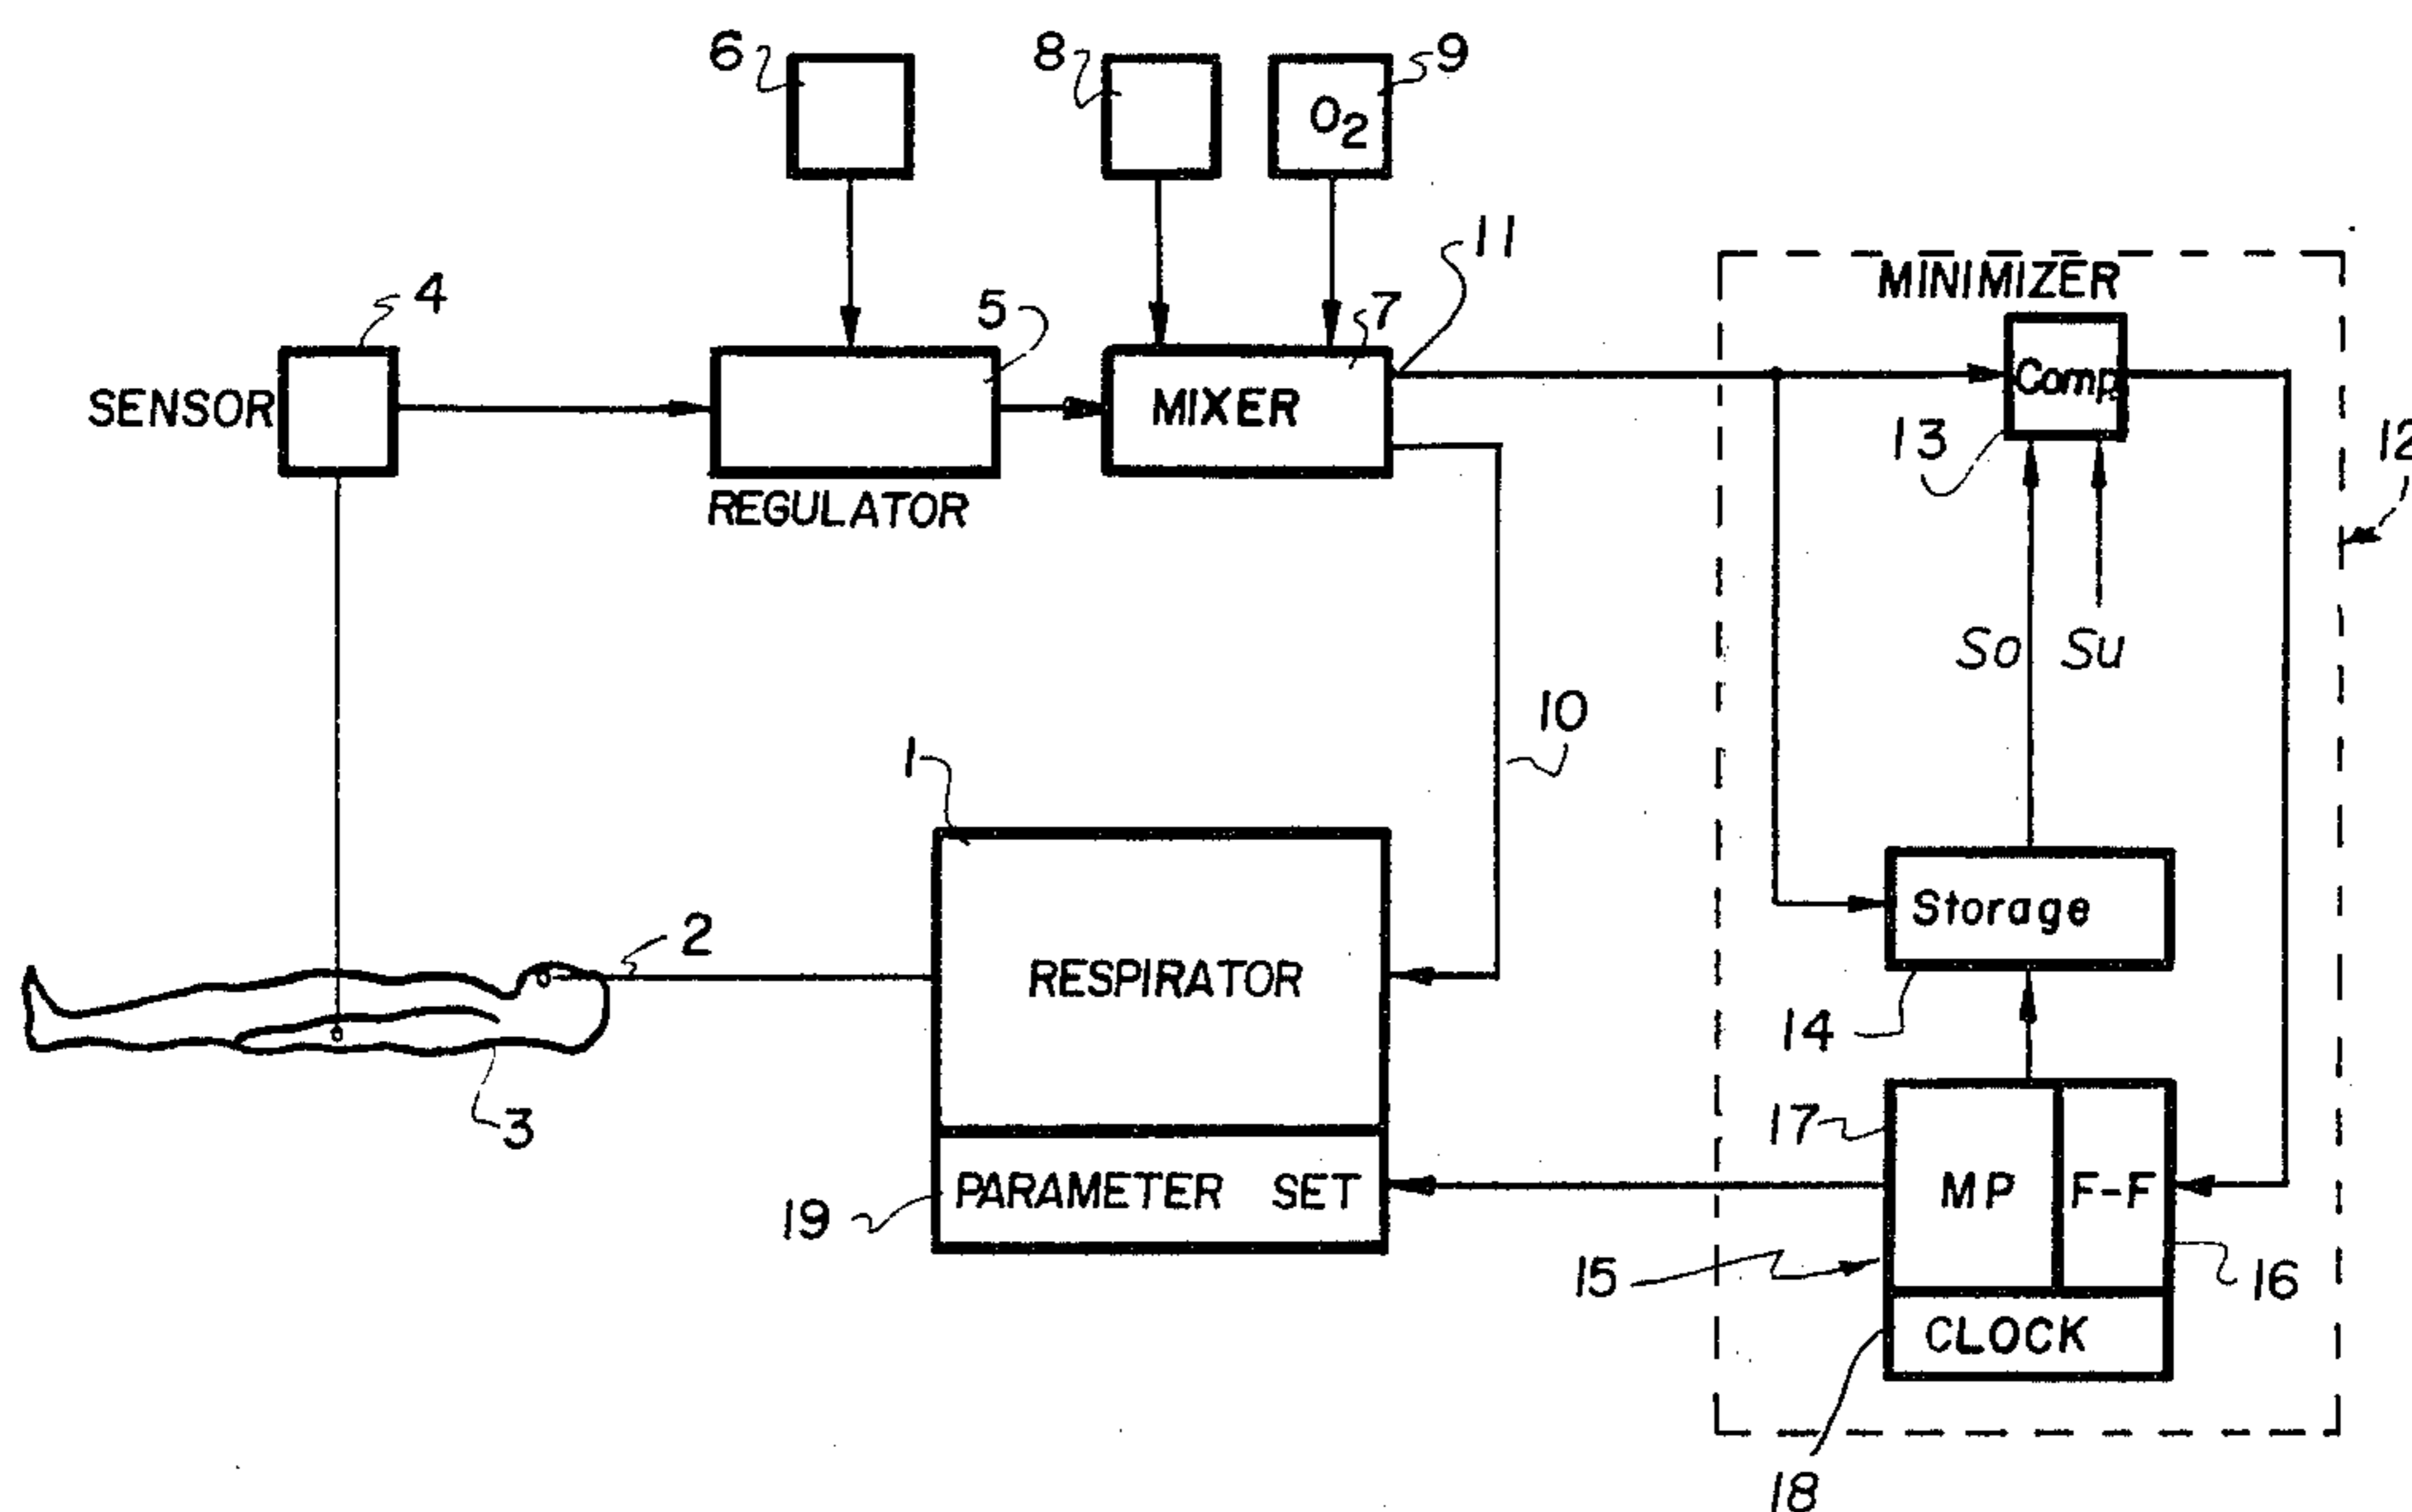 6
8
9
O2
11
4
5
7
MINIMIZER
SENSOR
MIXER
Comp
13
12
REGULATOR
So
Su
10
1
2
RESPIRATOR
Storage
14
3
17
19
PARAMETER SET
MP
F-F
15
16
CLOCK
18